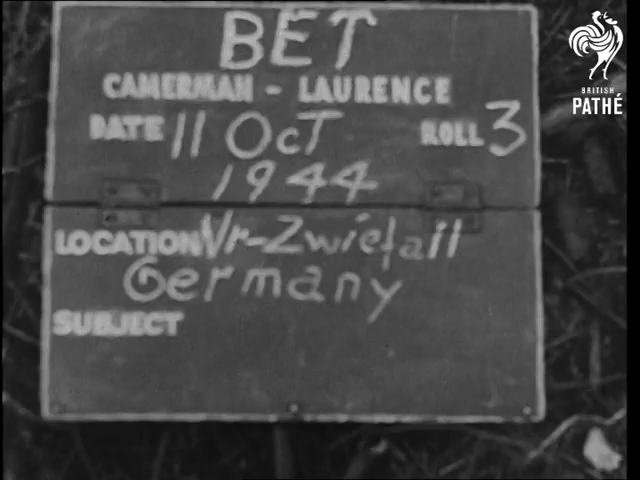 BET
CAMERMAN - LAURENCE
DATE 11 OCT ROLL 3
1944
LOCATION Vr-Zwiefall
Germany
SUBJECT
BRITISH
PATHÉ